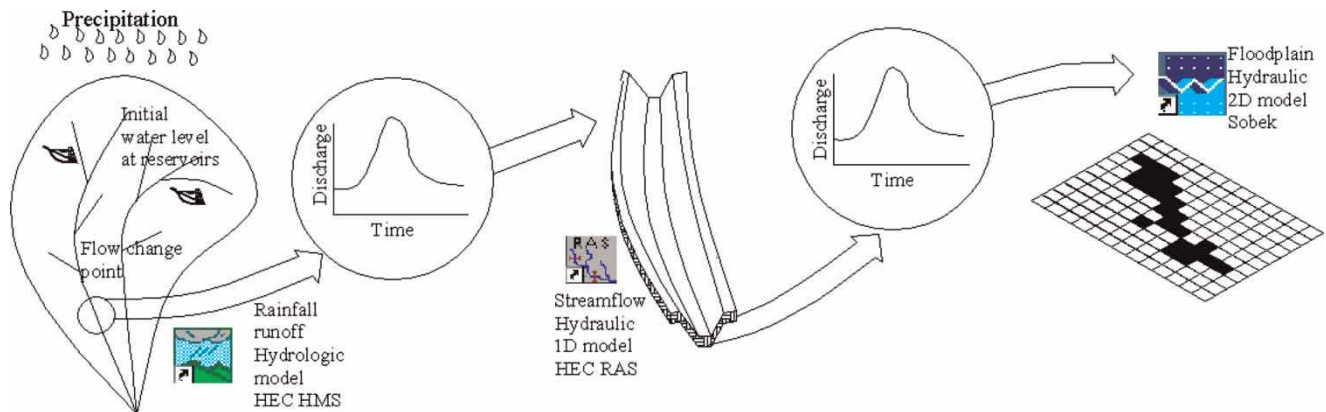 Precipitation
Initial
water level
at reservoirs
Flow change
point
Rainfall
runoff
Hydrologic
model
HEC HMS
Discharge
Time
RAS
Streamflow
Hydraulic
1D model
HEC RAS
Discharge
Time
Floodplain
Hydraulic
2D model
Sobek